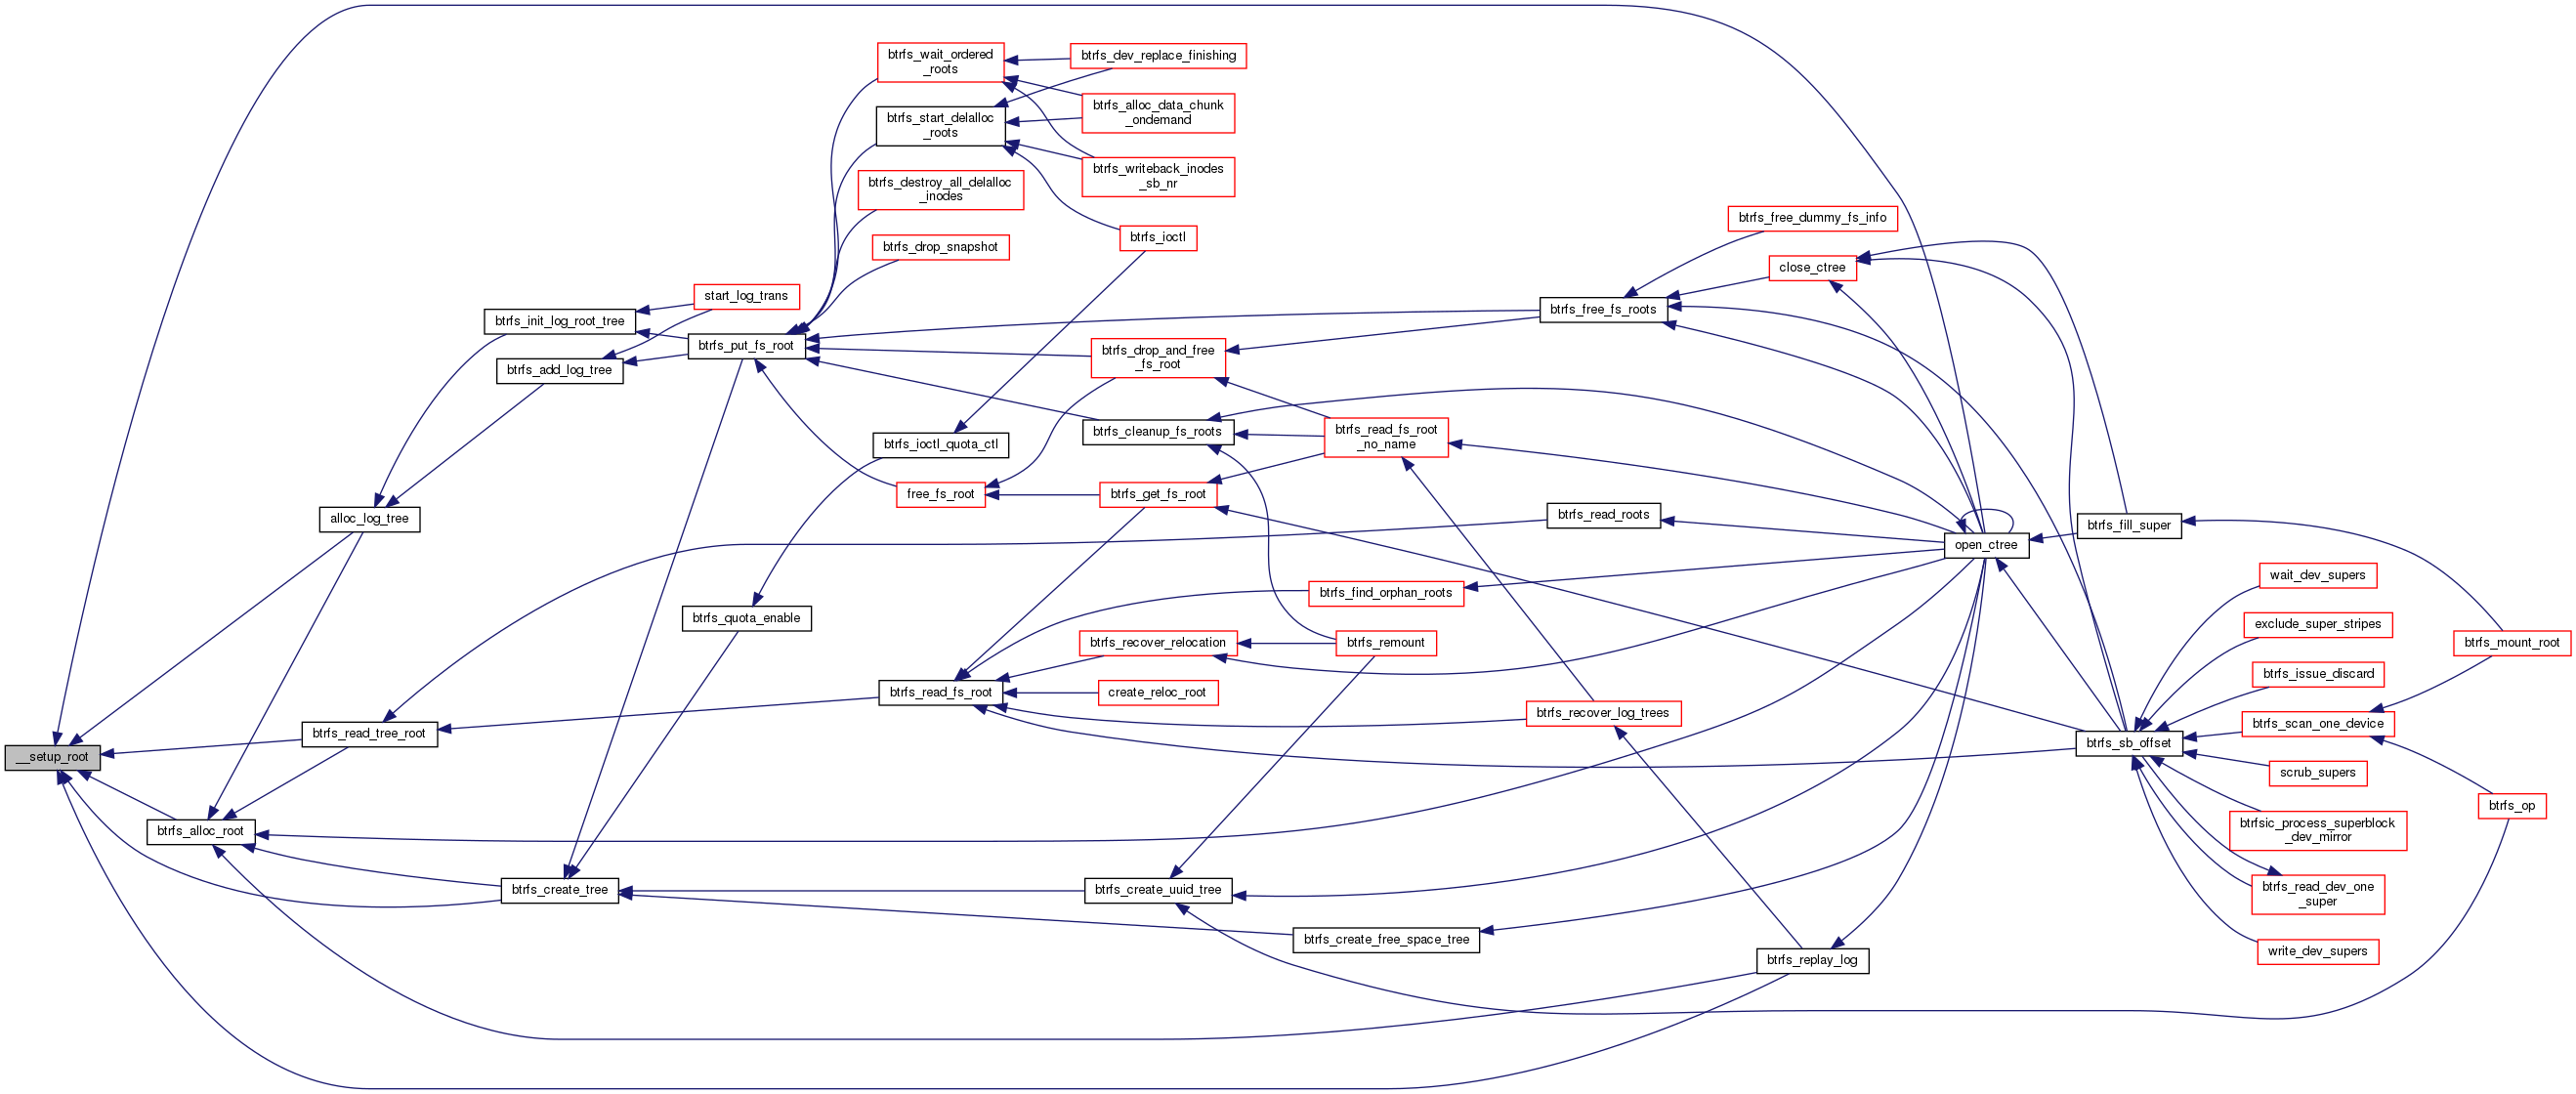 __setup_root
btrfs_alloc_root
alloc_log_tree
btrfs_read_tree_root
btrfs_init_log_root_tree
btrfs_add_log_tree
btrfs_create_tree
start_log_trans
btrfs_put_fs_root
btrfs_quota_enable
btrfs_wait_ordered
_roots
btrfs_start_delalloc
_roots
btrfs_destroy_all_delalloc
_inodes
btrfs_drop_snapshot
btrfs_ioctl_quota_ctl
free_fs_root
btrfs_read_fs_root
btrfs_dev_replace_finishing
btrfs_alloc_data_chunk
_ondemand
btrfs_writeback_inodes
_sb_nr
btrfs_ioctl
btrfs_drop_and_free
_fs_root
btrfs_cleanup_fs_roots
btrfs_get_fs_root
btrfs_recover_relocation
create_reloc_root
btrfs_create_uuid_tree
btrfs_read_fs_root
_no_name
btrfs_find_orphan_roots
btrfs_remount
btrfs_create_free_space_tree
btrfs_free_fs_roots
btrfs_read_roots
btrfs_recover_log_trees
btrfs_free_dummy_fs_info
close_ctree
btrfs_replay_log
open_ctree
btrfs_fill_super
btrfs_sb_offset
wait_dev_supers
exclude_super_stripes
btrfs_issue_discard
btrfs_scan_one_device
scrub_supers
btrfsic_process_superblock
_dev_mirror
btrfs_read_dev_one
_super
write_dev_supers
btrfs_mount_root
btrfs_op